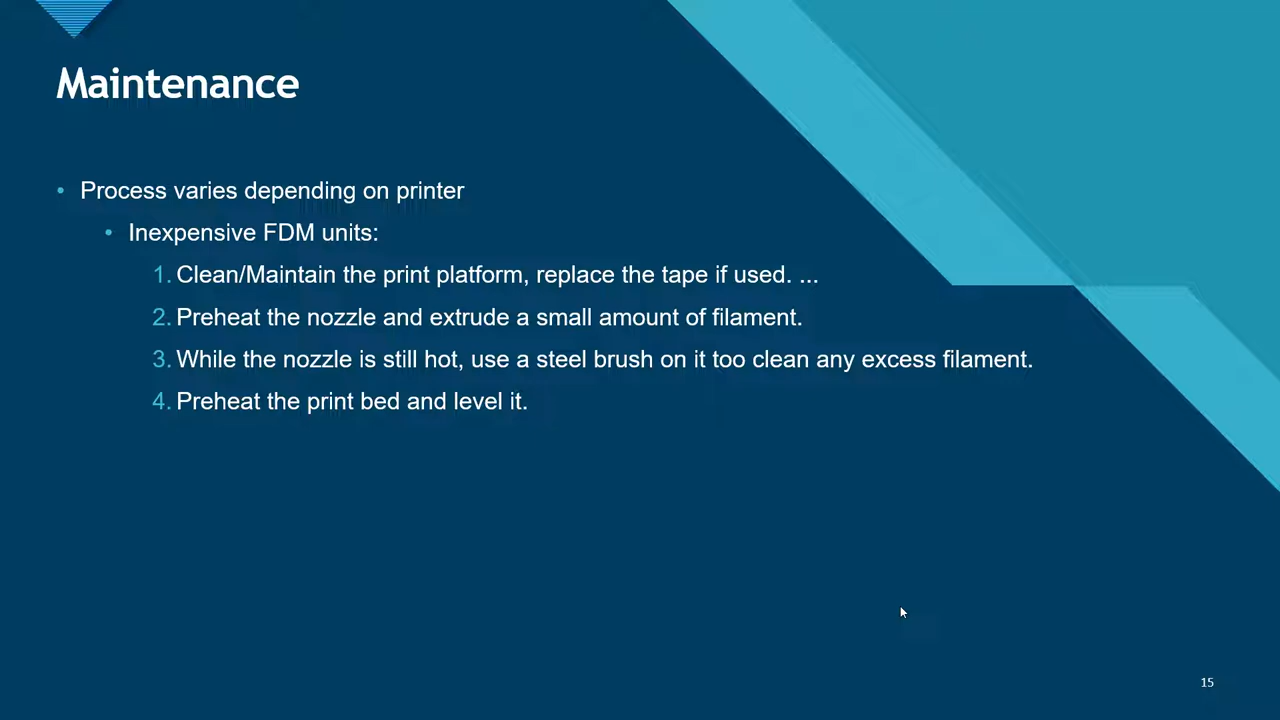 Maintenance
• Process varies depending on printer
• Inexpensive FDM units:
1. Clean/Maintain the print platform, replace the tape if used. ...
2. Preheat the nozzle and extrude a small amount of filament.
3. While the nozzle is still hot, use a steel brush on it too clean any excess filament.
4. Preheat the print bed and level it.
15